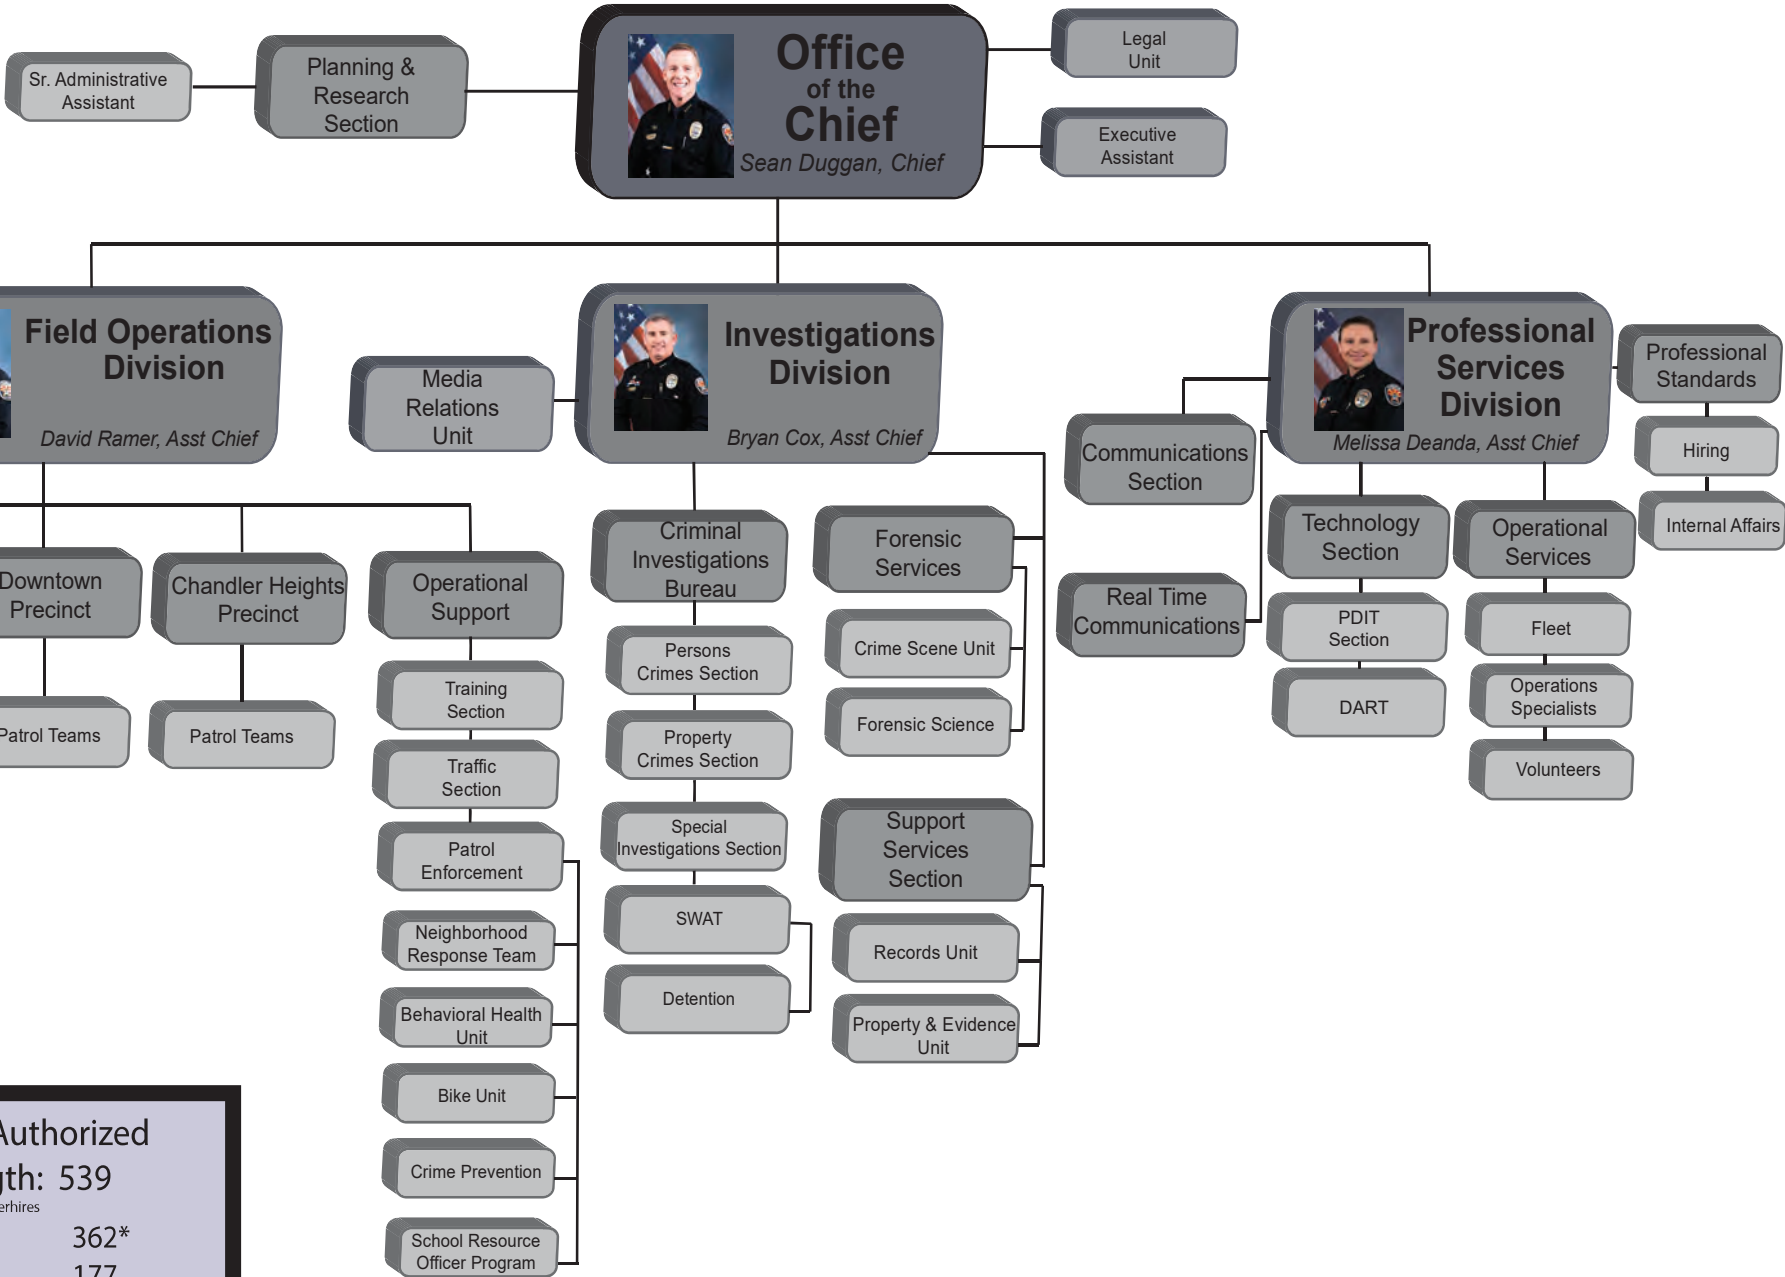 Office
of the
Chief
Sean Duggan, Chief
Legal
Unit
Executive
Assistant
Planning &
Research
Section
Sr. Administrative
Assistant
Field Operations
Division
David Ramer, Asst Chief
Downtown
Precinct
Patrol Teams
Chandler Heights
Precinct
Patrol Teams
Operational
Support
Training
Section
Traffic
Section
Patrol
Enforcement
Neighborhood
Response Team
Behavioral Health
Unit
Bike Unit
Crime Prevention
School Resource
Officer Program
Media
Relations
Unit
Investigations
Division
Bryan Cox, Asst Chief
Criminal
Investigations
Bureau
Persons
Crimes Section
Property
Crimes Section
Special
Investigations Section
SWAT
Detention
Forensic
Services
Crime Scene Unit
Forensic Science
Support
Services
Section
Records Unit
Property & Evidence
Unit
Professional
Services
Division
Melissa Deanda, Asst Chief
Communications
Section
Real Time
Communications
Technology
Section
PDIT
Section
DART
Operational
Services
Fleet
Operations
Specialists
Volunteers
Professional
Standards
Hiring
Internal Affairs
Authorized
gth: 539
erhires
362*
177